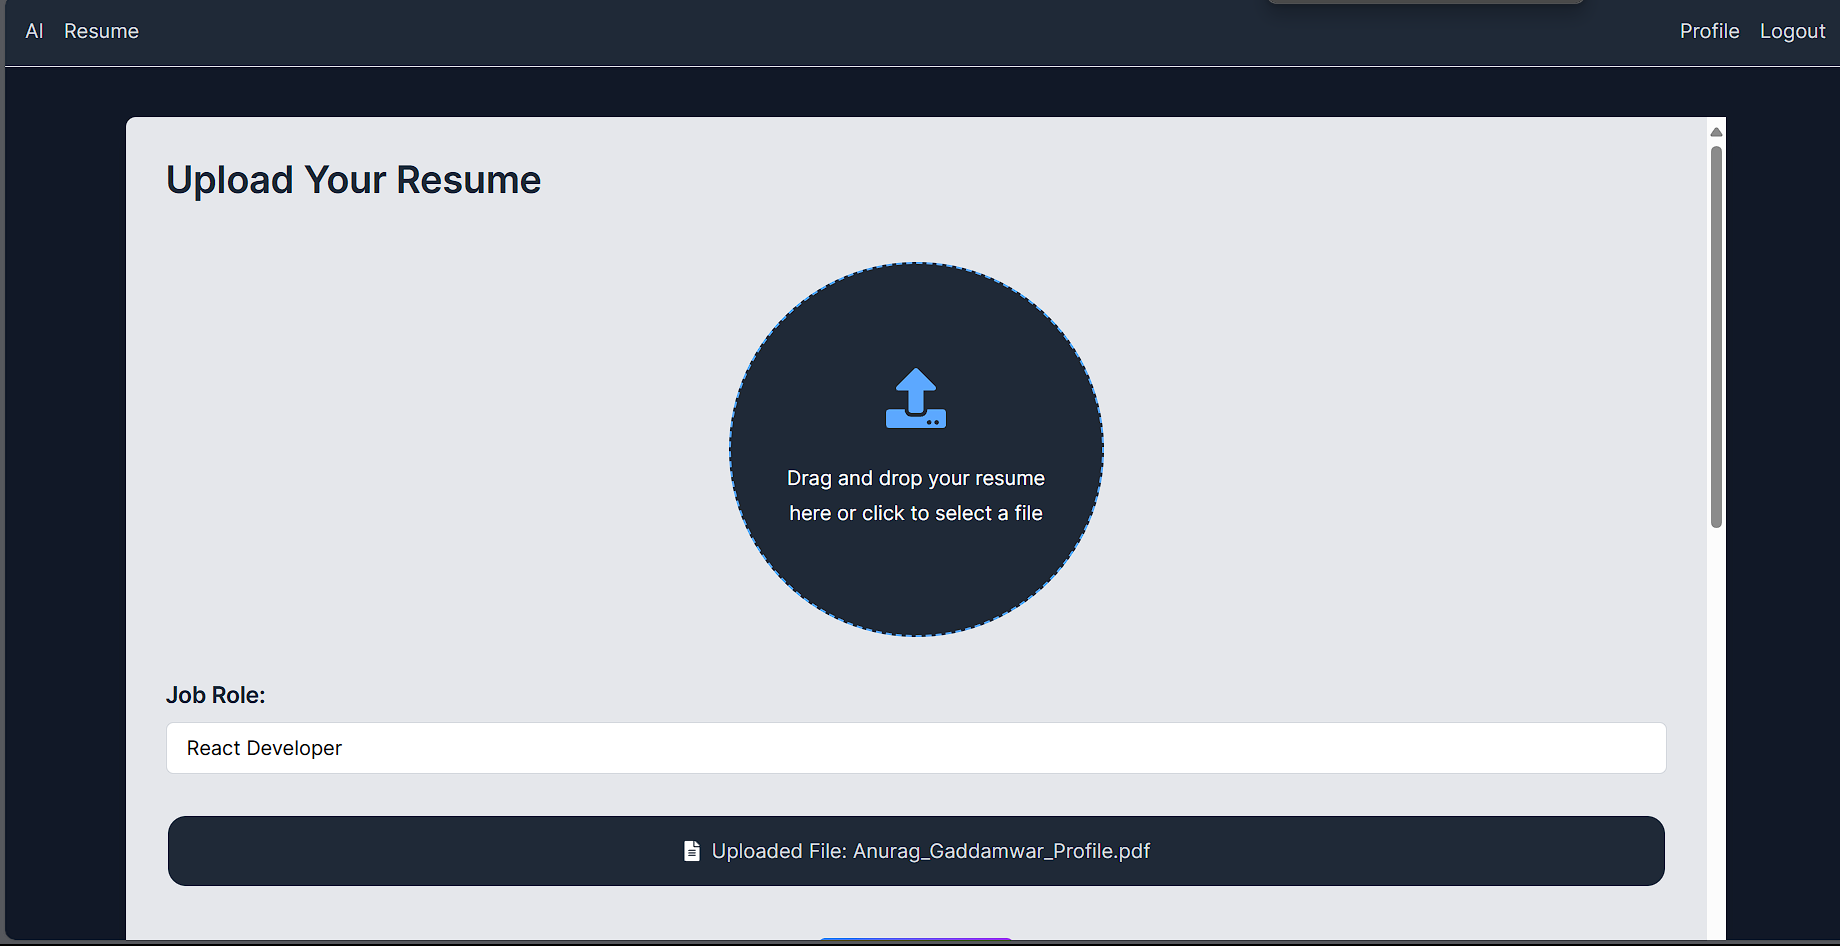 AI Resume Profile Logout
Upload Your Resume
Drag and drop your resume
here or click to select a file
Job Role:
React Developer
Uploaded File: Anurag_Gaddamwar_Profile.pdf